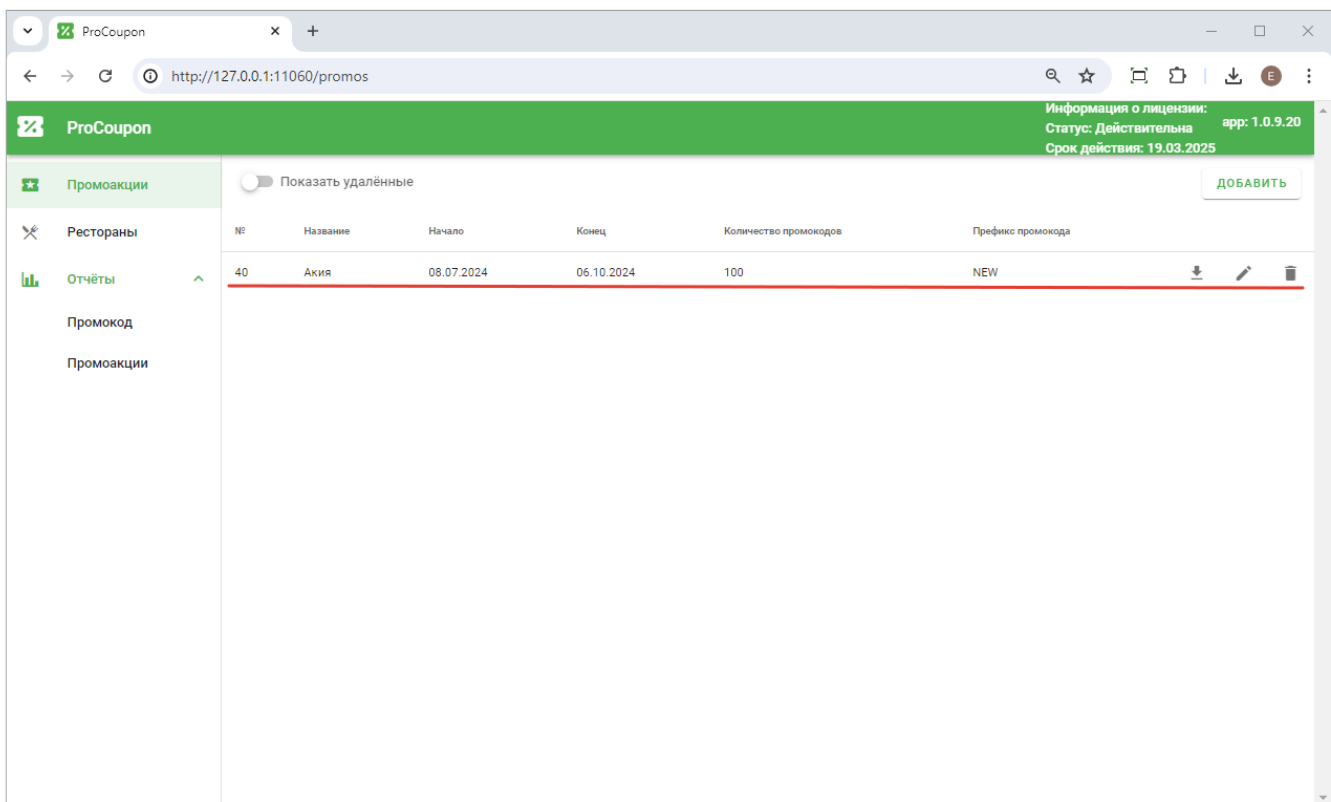 ProCoupon
http://127.0.0.1:11060/promos
E
ProCoupon
Информация о лицензии:
Статус: Действительна
Срок действия: 19.03.2025
app: 1.0.9.20
Промоакции
Рестораны
Отчёты
Промокод
Промоакции
Показать удалённые
ДОБАВИТЬ
№ Название Начало Конец Количество промокодов Префикс промокода
40 Акия 08.07.2024 06.10.2024 100 NEW